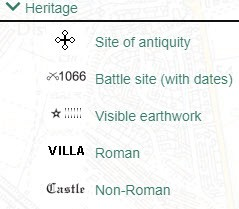 Heritage
Site of antiquity
1066 Battle site (with dates)
Visible earthwork
VILLA Roman
Castle Non-Roman